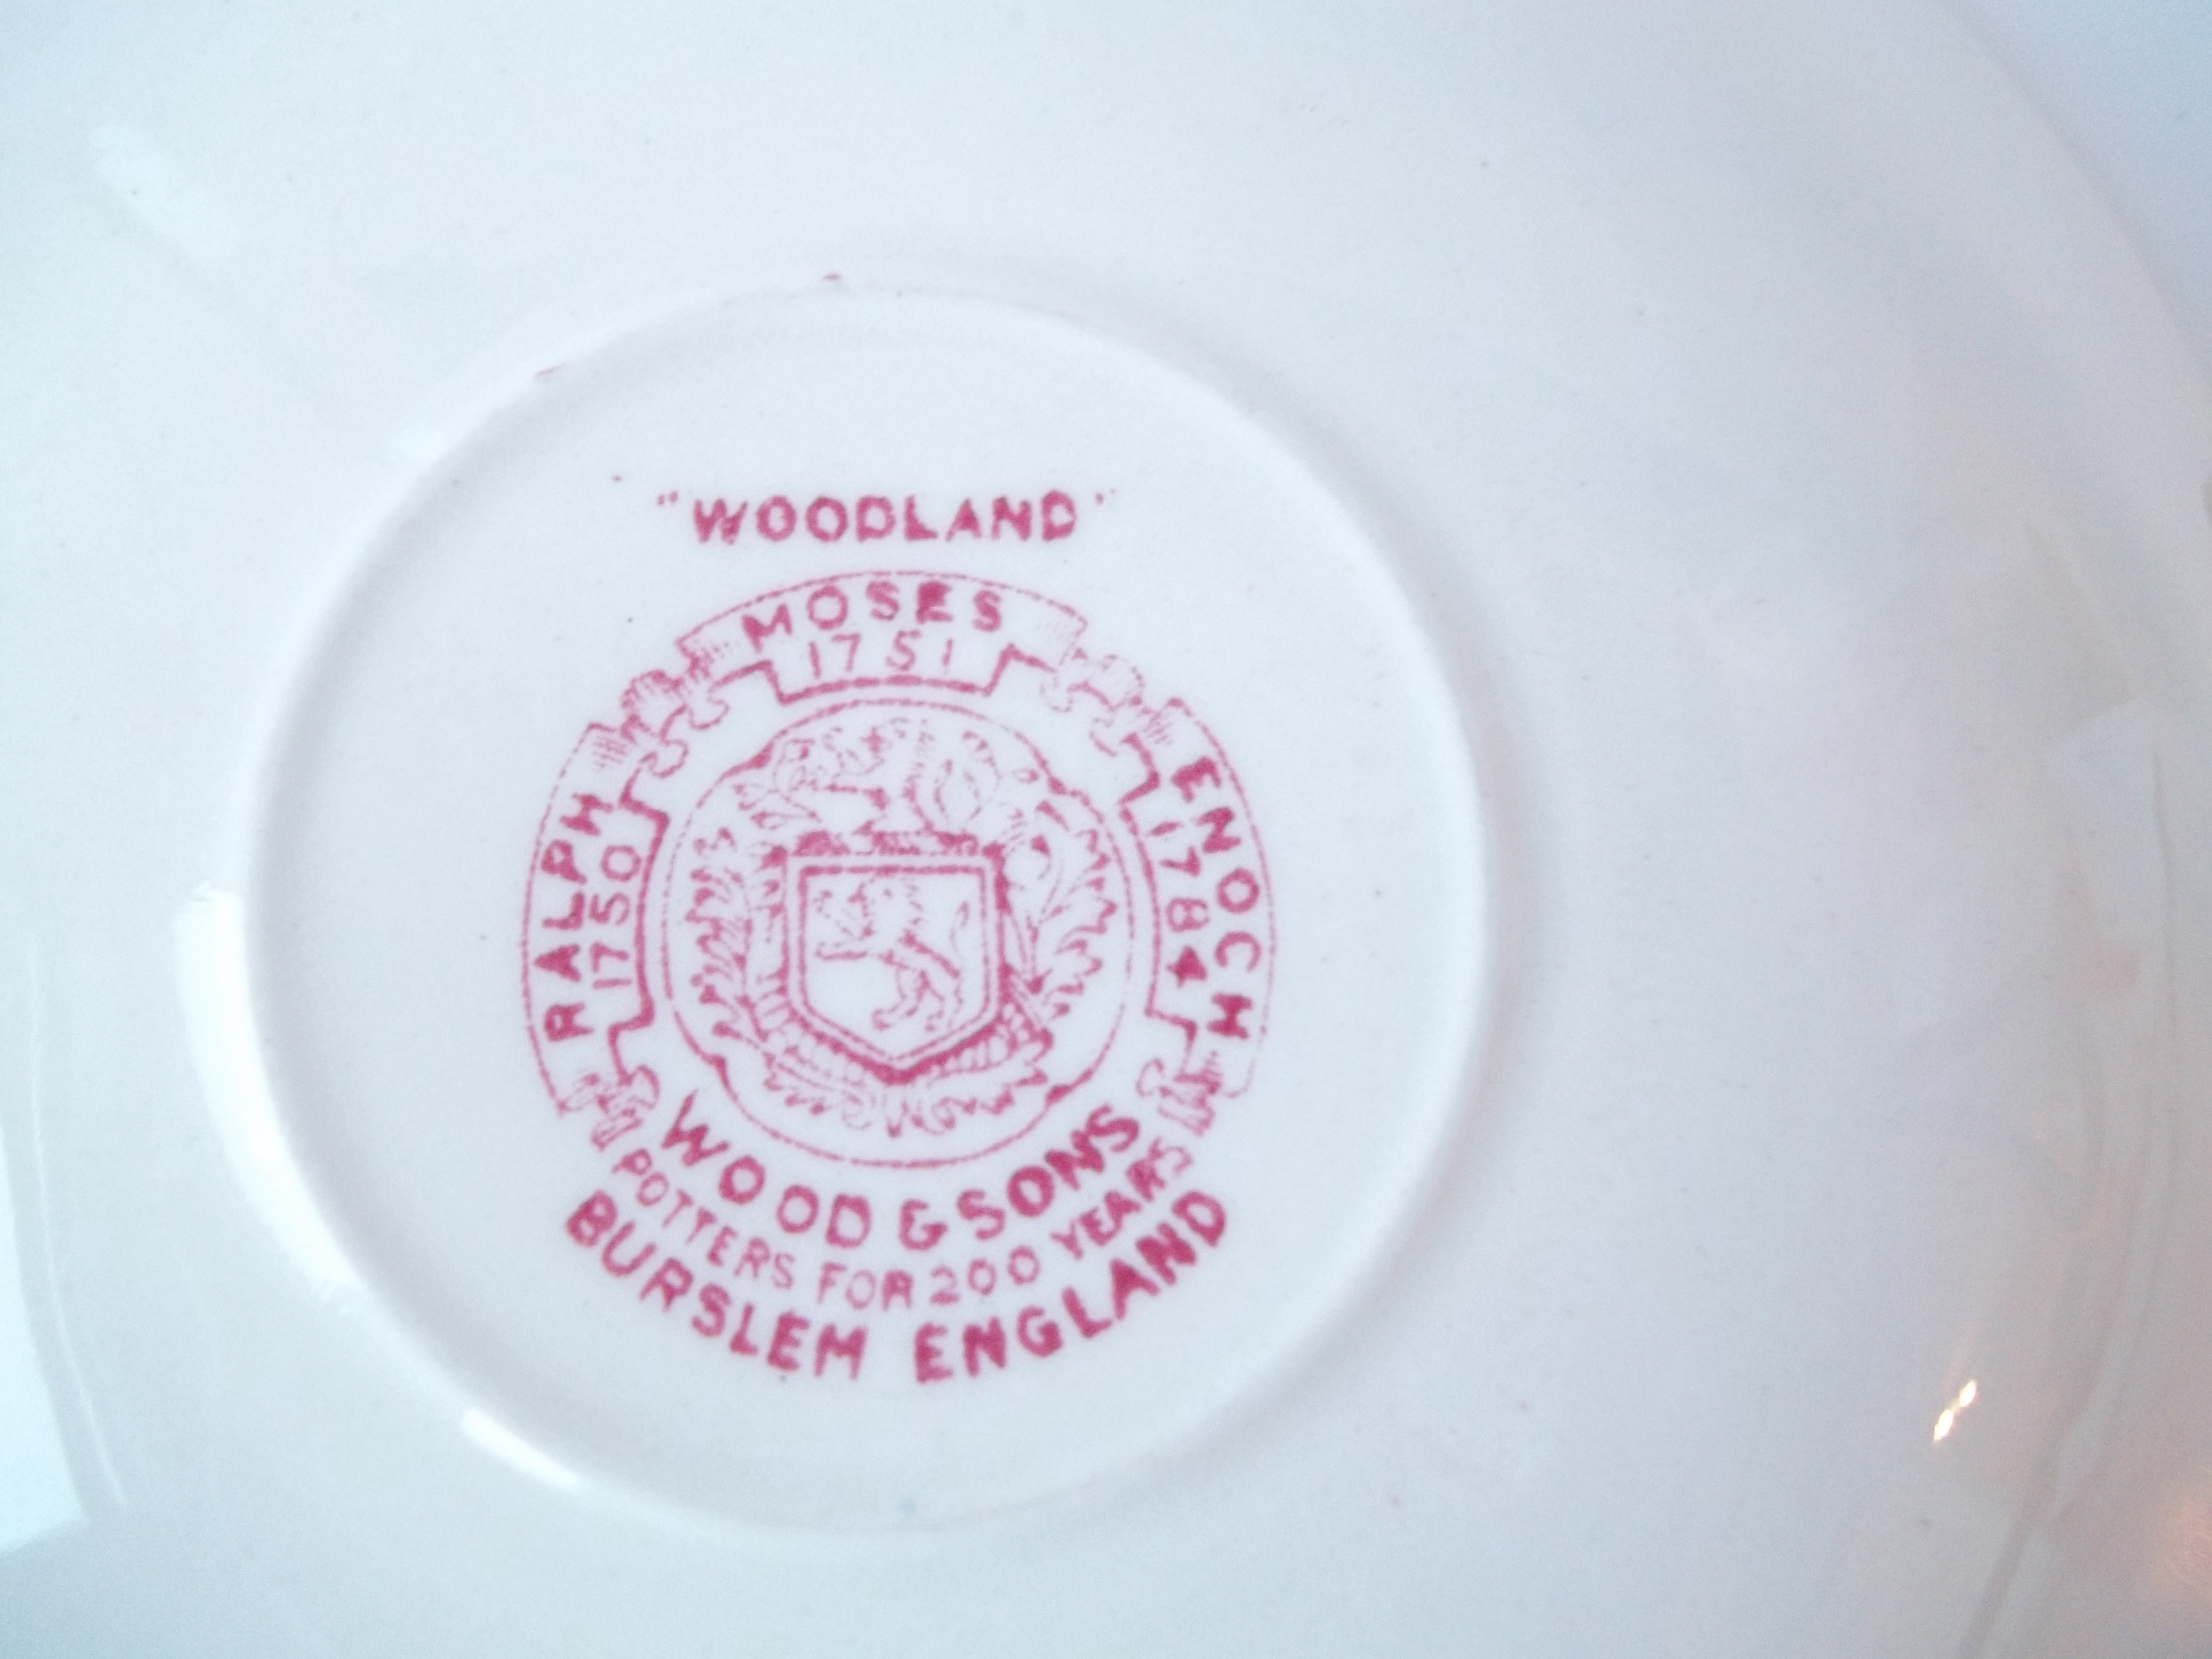 "WOODLAND"
MOSES
1751
RALPH
1750
ENOCH
1784
WOOD & SONS
POTTERS FOR 200 YEARS
BURSLEM ENGLAND